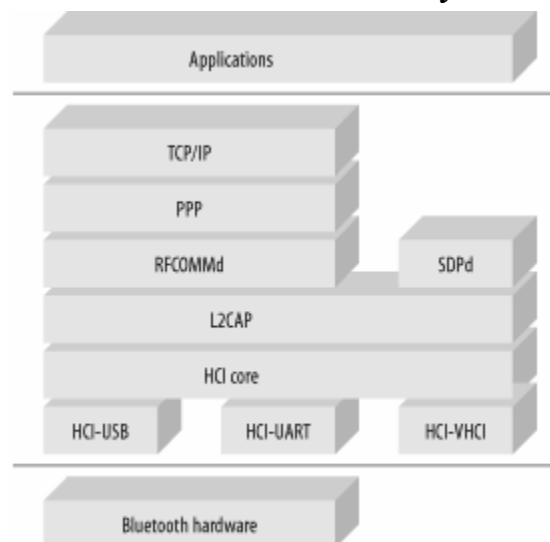 Applications
TCP/IP
PPP
RFCOMMd
SDPd
L2CAP
HCI core
HCI-USB
HCI-UART
HCI-VHCI
Bluetooth hardware